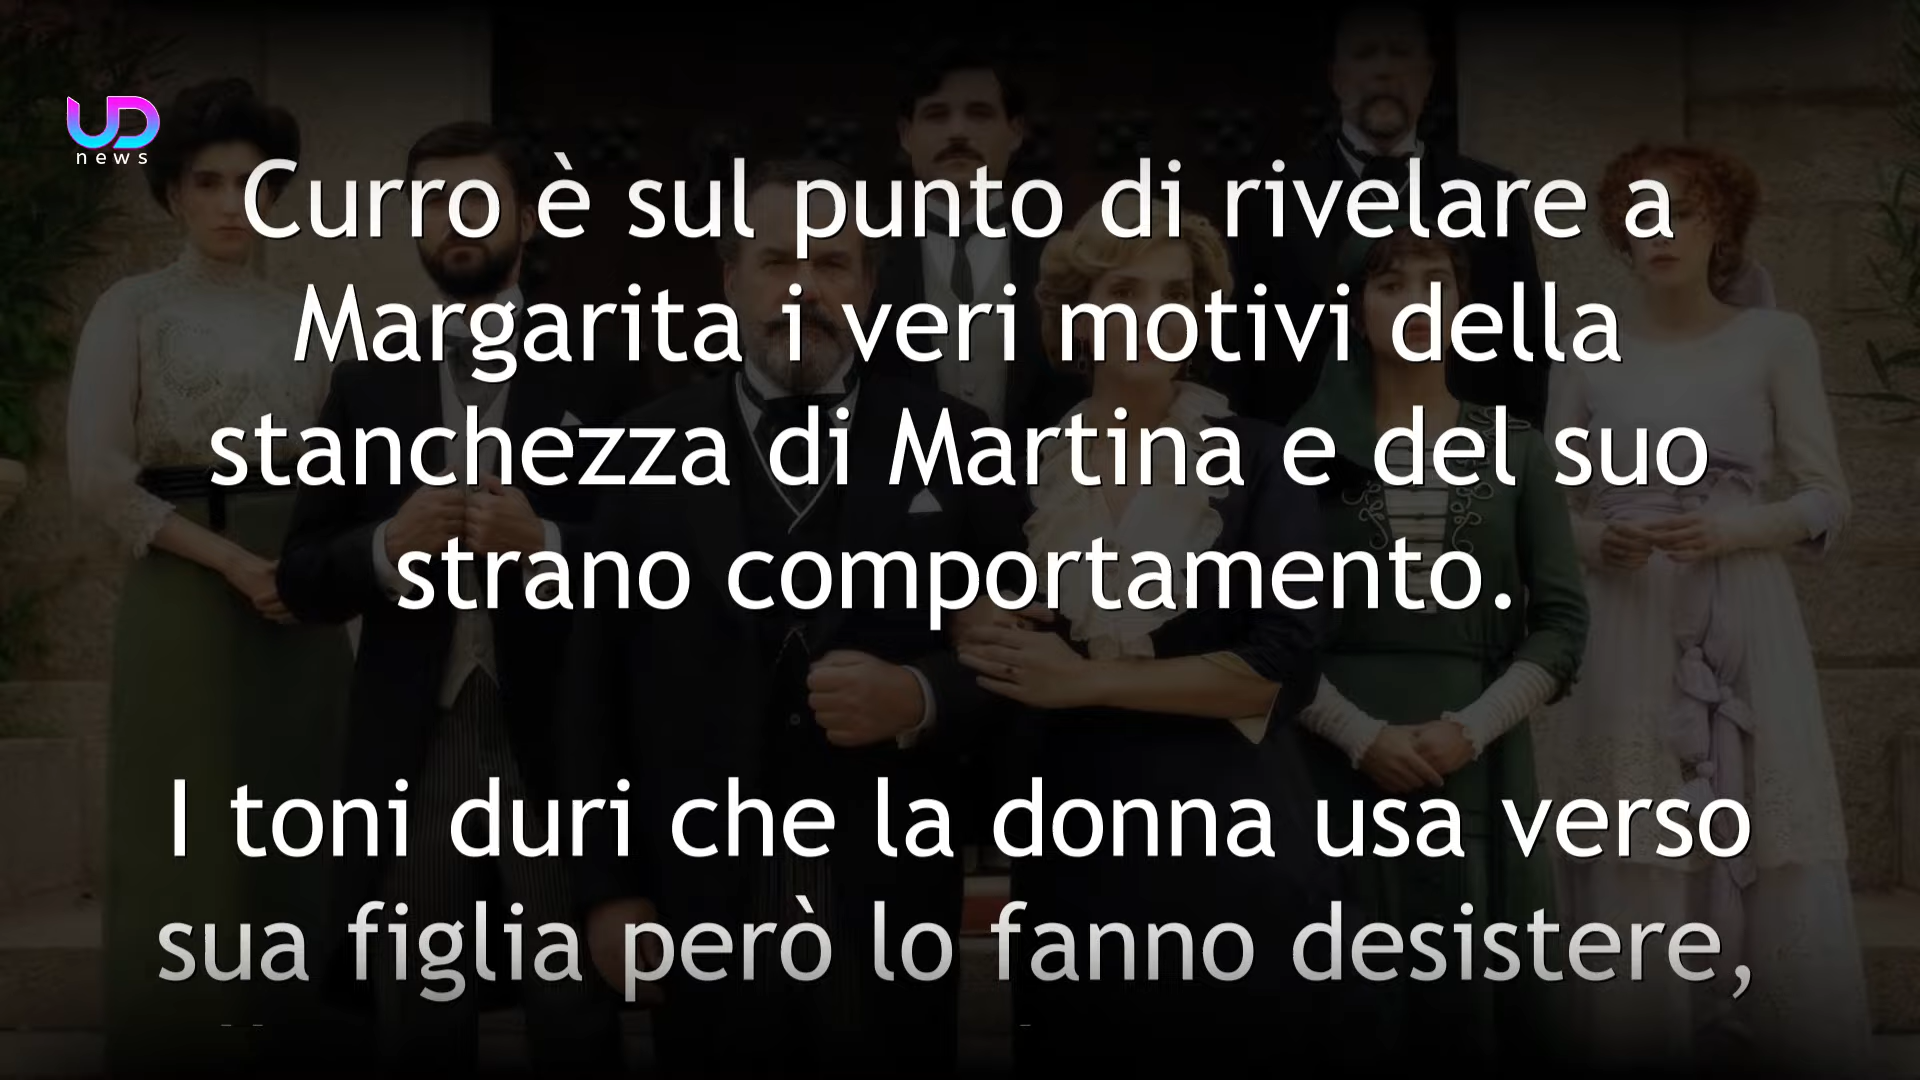 UD
news
Curro è sul punto di rivelare a
Margarita i veri motivi della
stanchezza di Martina e del suo
strano comportamento.
I toni duri che la donna usa verso
sua figlia però lo fanno desistere,